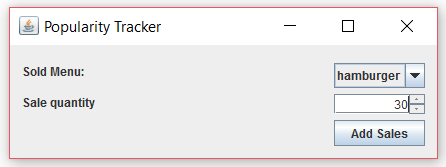 Popularity Tracker
Sold Menu: hamburger
Sale quantity 30
Add Sales